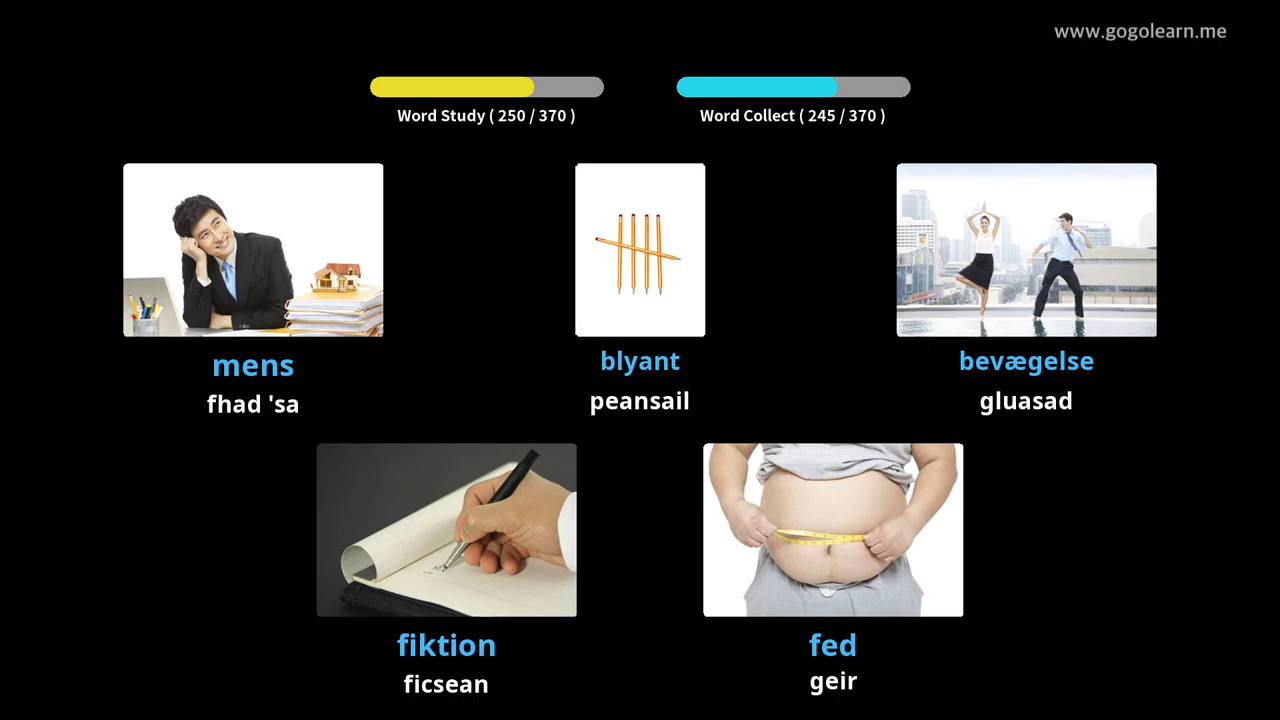 www.gogolearn.me
Word Study ( 250 / 370 )
Word Collect ( 245 / 370 )
mens
fhad 'sa
blyant
peansail
bevægelse
gluasad
fiktion
ficsean
fed
geir